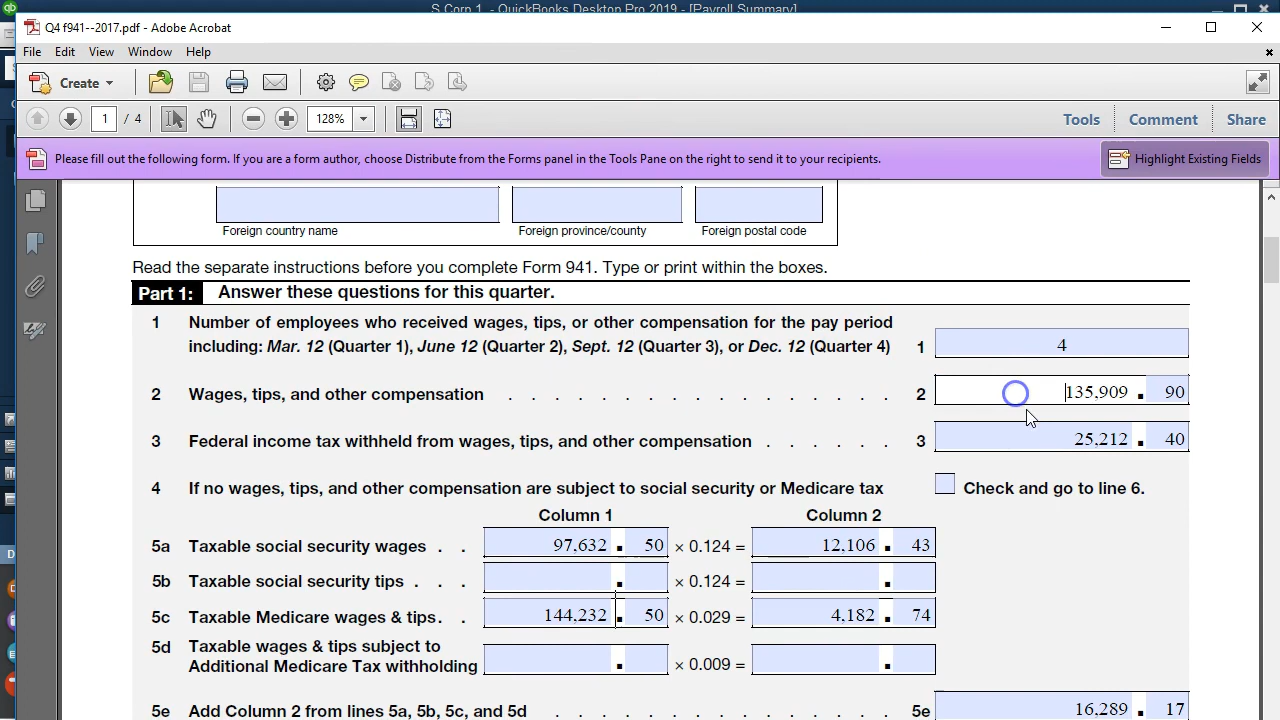 S Corp 1 - QuickBooks Desktop Pro 2019 - [Payroll Summary]
Q4 f941--2017.pdf - Adobe Acrobat
File Edit View Window Help
Create
1 / 4 128% Tools Comment Share
Please fill out the following form. If you are a form author, choose Distribute from the Forms panel in the Tools Pane on the right to send it to your recipients. Highlight Existing Fields
Foreign country name Foreign province/county Foreign postal code
Read the separate instructions before you complete Form 941. Type or print within the boxes.
Part 1: Answer these questions for this quarter.
1 Number of employees who received wages, tips, or other compensation for the pay period
including: Mar. 12 (Quarter 1), June 12 (Quarter 2), Sept. 12 (Quarter 3), or Dec. 12 (Quarter 4) 1 4
2 Wages, tips, and other compensation . . . . . . . . . . . . . . . . . 2 135,909 . 90
3 Federal income tax withheld from wages, tips, and other compensation . . . . . . 3 25,212 . 40
4 If no wages, tips, and other compensation are subject to social security or Medicare tax Check and go to line 6.
Column 1 Column 2
5a Taxable social security wages . . 97,632 . 50 × 0.124 = 12,106 . 43
5b Taxable social security tips . . . . × 0.124 = .
5c Taxable Medicare wages & tips. . 144,232 . 50 × 0.029 = 4,182 . 74
5d Taxable wages & tips subject to
Additional Medicare Tax withholding . × 0.009 = .
5e Add Column 2 from lines 5a, 5b, 5c, and 5d . . . . . . . . . . . . . . . 5e 16,289 . 17